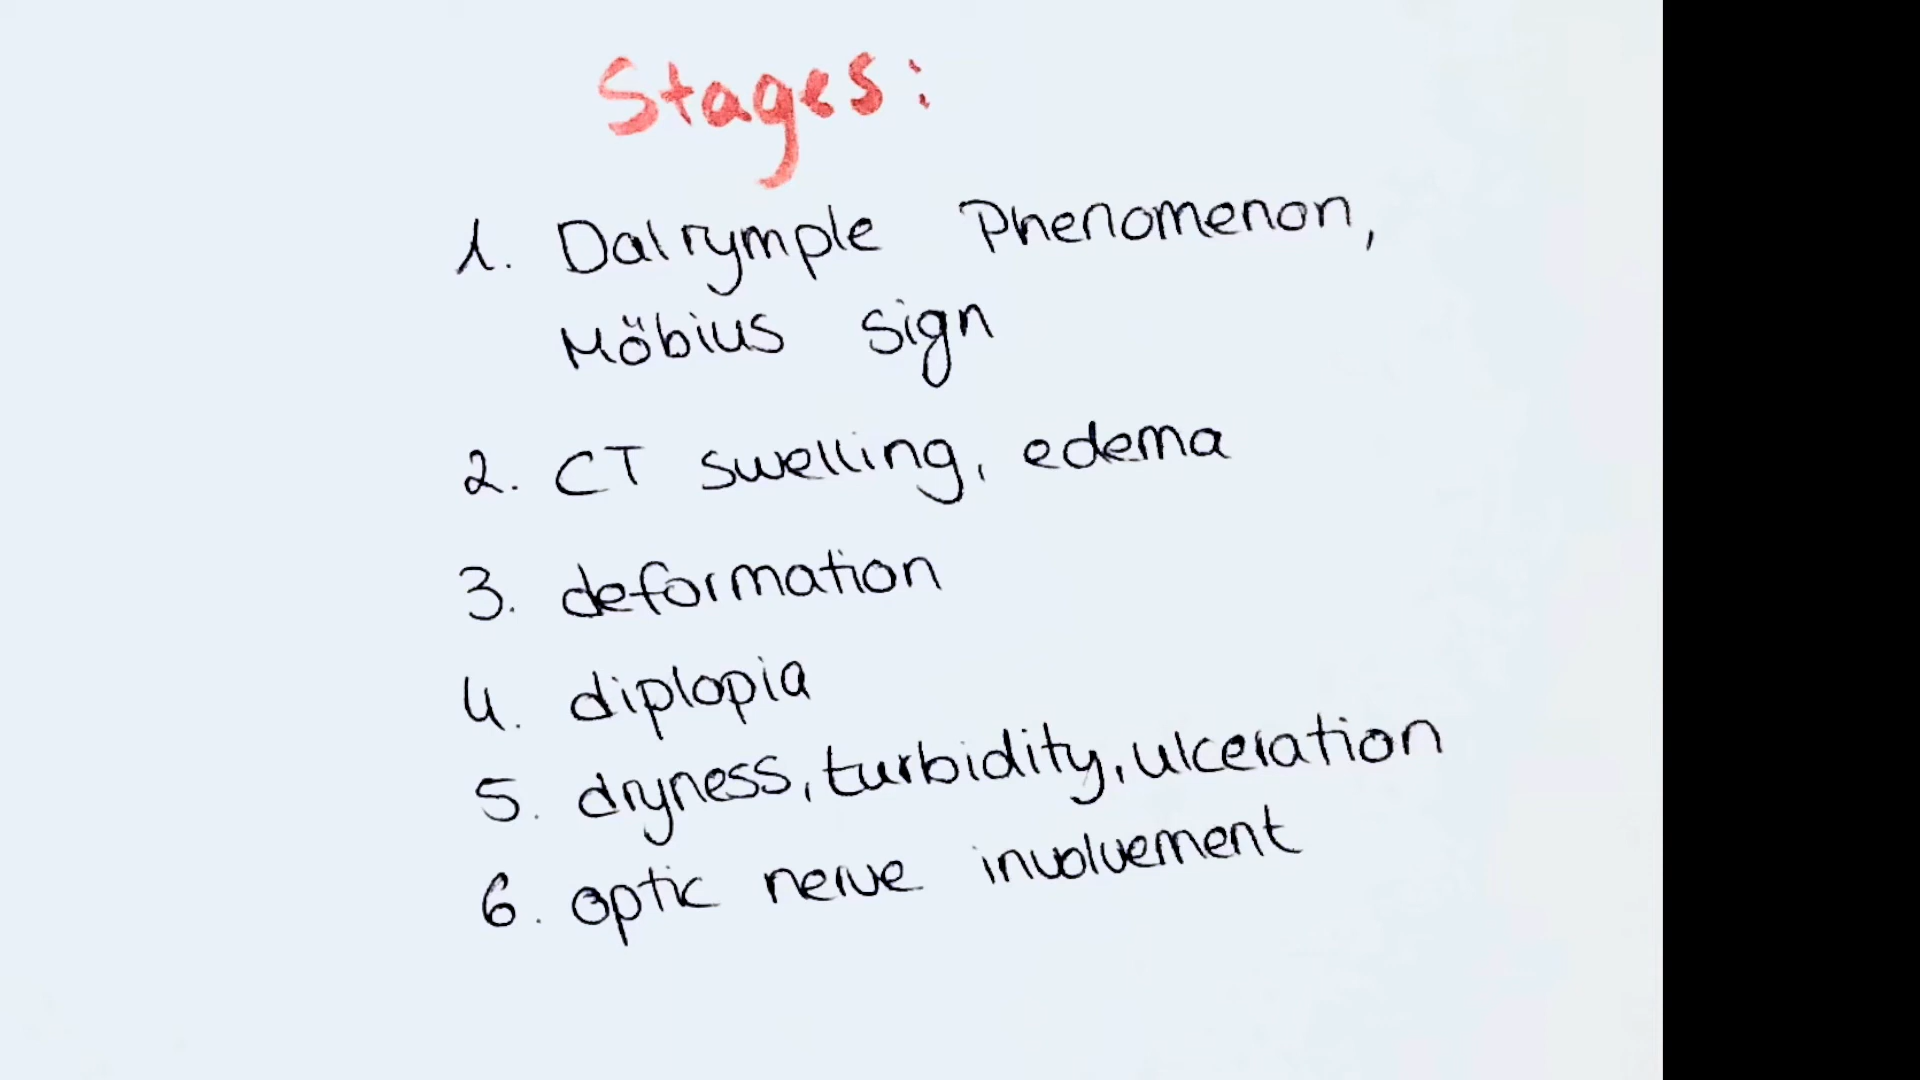 Stages:
1. Dalrymple Phenomenon,
Möbius sign
2. CT swelling, edema
3. deformation
4. diplopia
5. dryness, turbidity, ulceration
6. optic nerve involvement